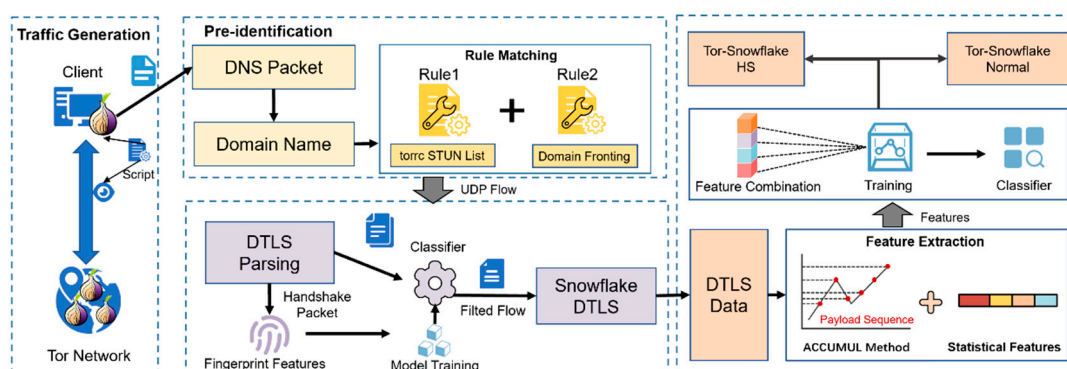 Traffic Generation
Client
Script
Tor Network
Pre-identification
DNS Packet
Domain Name
Rule Matching
Rule1
Rule2
torrc STUN List
Domain Fronting
UDP Flow
DTLS
Parsing
Handshake
Packet
Fingerprint Features
Classifier
Model Training
Filted Flow
Snowflake
DTLS
Tor-Snowflake
HS
Tor-Snowflake
Normal
Feature Combination
Training
Classifier
Features
DTLS
Data
Feature Extraction
Payload Sequence
ACCUMUL Method
Statistical Features